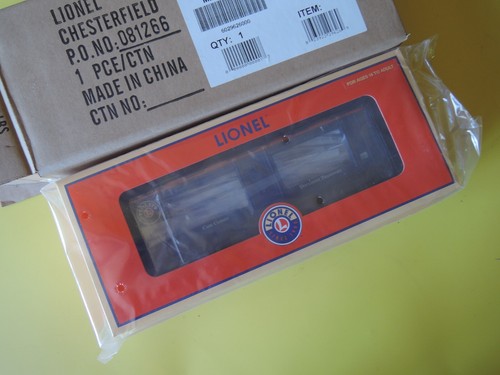 LIONEL
CHESTERFIELD
P.O.NO:081266
1 PCE/CTN
MADE IN CHINA
CTN NO:
QTY: 1
ITEM:
LIONEL
LIONEL
L